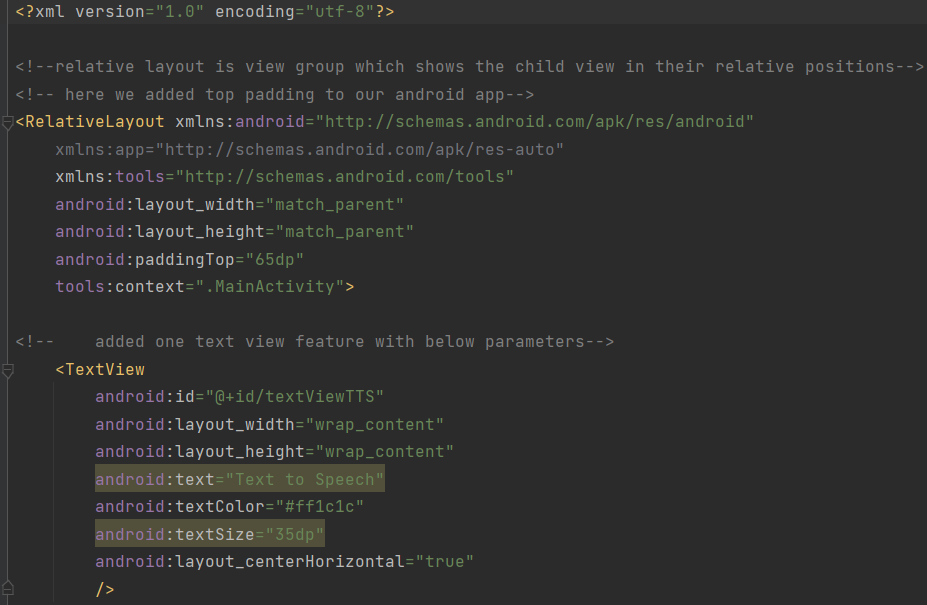 <?xml version="1.0" encoding="utf-8"?>
<!--relative layout is view group which shows the child view in their relative positions-->
<!-- here we added top padding to our android app-->
<RelativeLayout xmlns:android="http://schemas.android.com/apk/res/android"
xmlns:app="http://schemas.android.com/apk/res-auto"
xmlns:tools="http://schemas.android.com/tools"
android:layout_width="match_parent"
android:layout_height="match_parent"
android:paddingTop="65dp"
tools:context=".MainActivity">
<!--    added one text view feature with below parameters-->
<TextView
android:id="@+id/textViewTTS"
android:layout_width="wrap_content"
android:layout_height="wrap_content"
android:text="Text to Speech"
android:textColor="#ff1c1c"
android:textSize="35dp"
android:layout_centerHorizontal="true"
/>